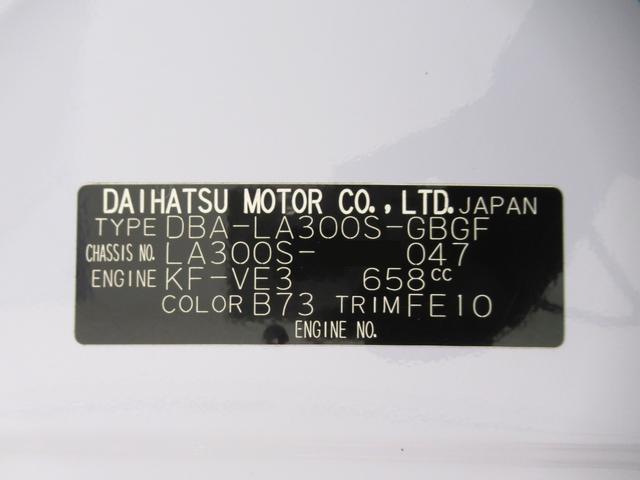 DAIHATSU MOTOR CO., LTD. JAPAN
TYPE DBA-LA300S-GBGF
CHASSIS NO. LA300S- 047
ENGINE KF-VE3 658cc
COLOR B73 TRIM FE10
ENGINE NO.